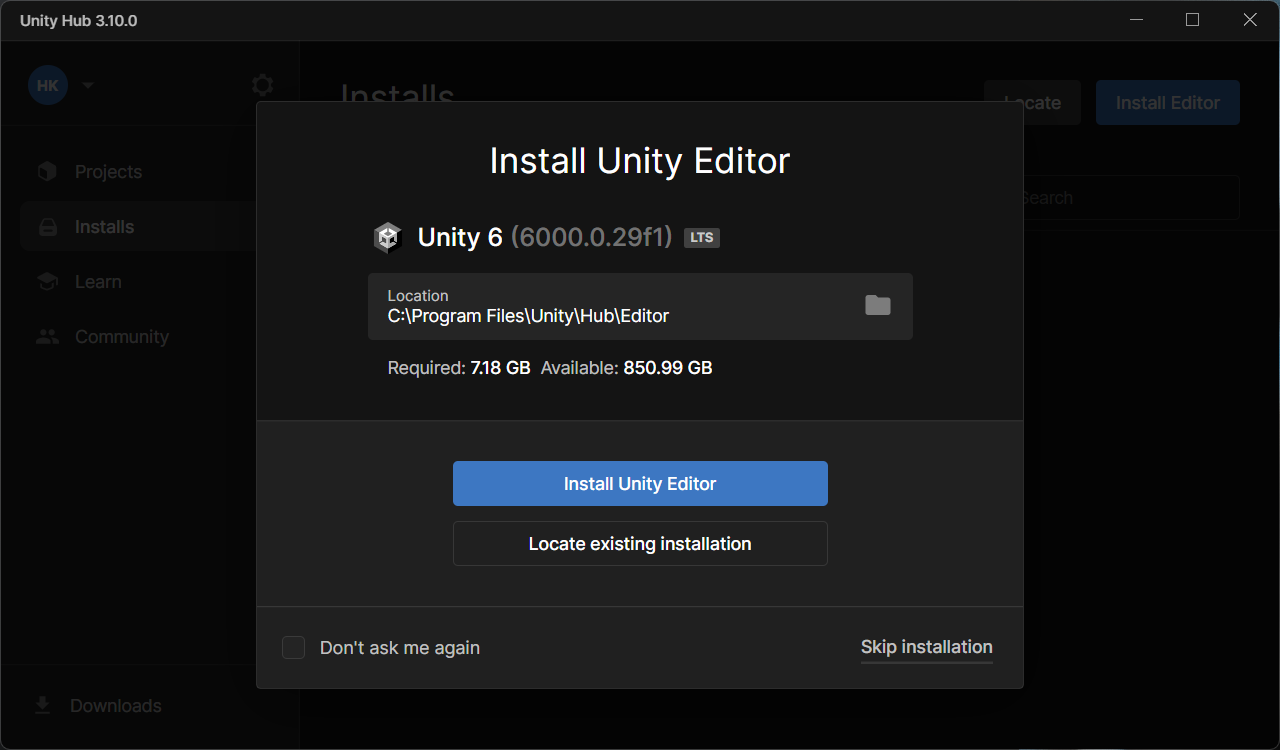 Unity Hub 3.10.0
HK
Installs
Locate
Install Editor
Projects
Installs
Learn
Community
Downloads
Search
Install Unity Editor
Unity 6 (6000.0.29f1) LTS
Location
C:\Program Files\Unity\Hub\Editor
Required: 7.18 GB Available: 850.99 GB
Install Unity Editor
Locate existing installation
Don't ask me again
Skip installation